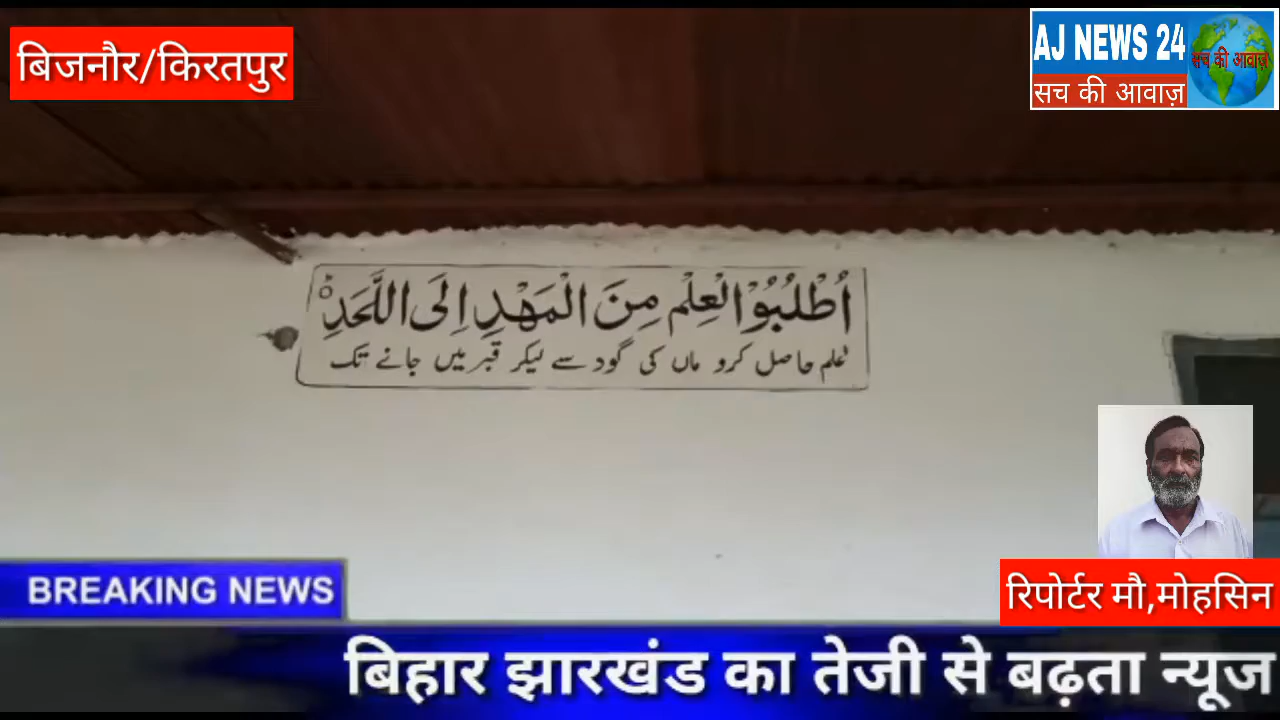 बिजनौर/किरतपुर
AJ NEWS 24
सच की आवाज़
सच की आवाज़
اُطْلُبُوْا الْعِلْمَ مِنَ الْمَهْدِ اِلَى اللَّحَدِ
علم حاصل کرو ماں کی گود سے لیکر قبر میں جانے تک
BREAKING NEWS
रिपोर्टर मौ,मोहसिन
बिहार झारखंड का तेजी से बढ़ता न्यूज